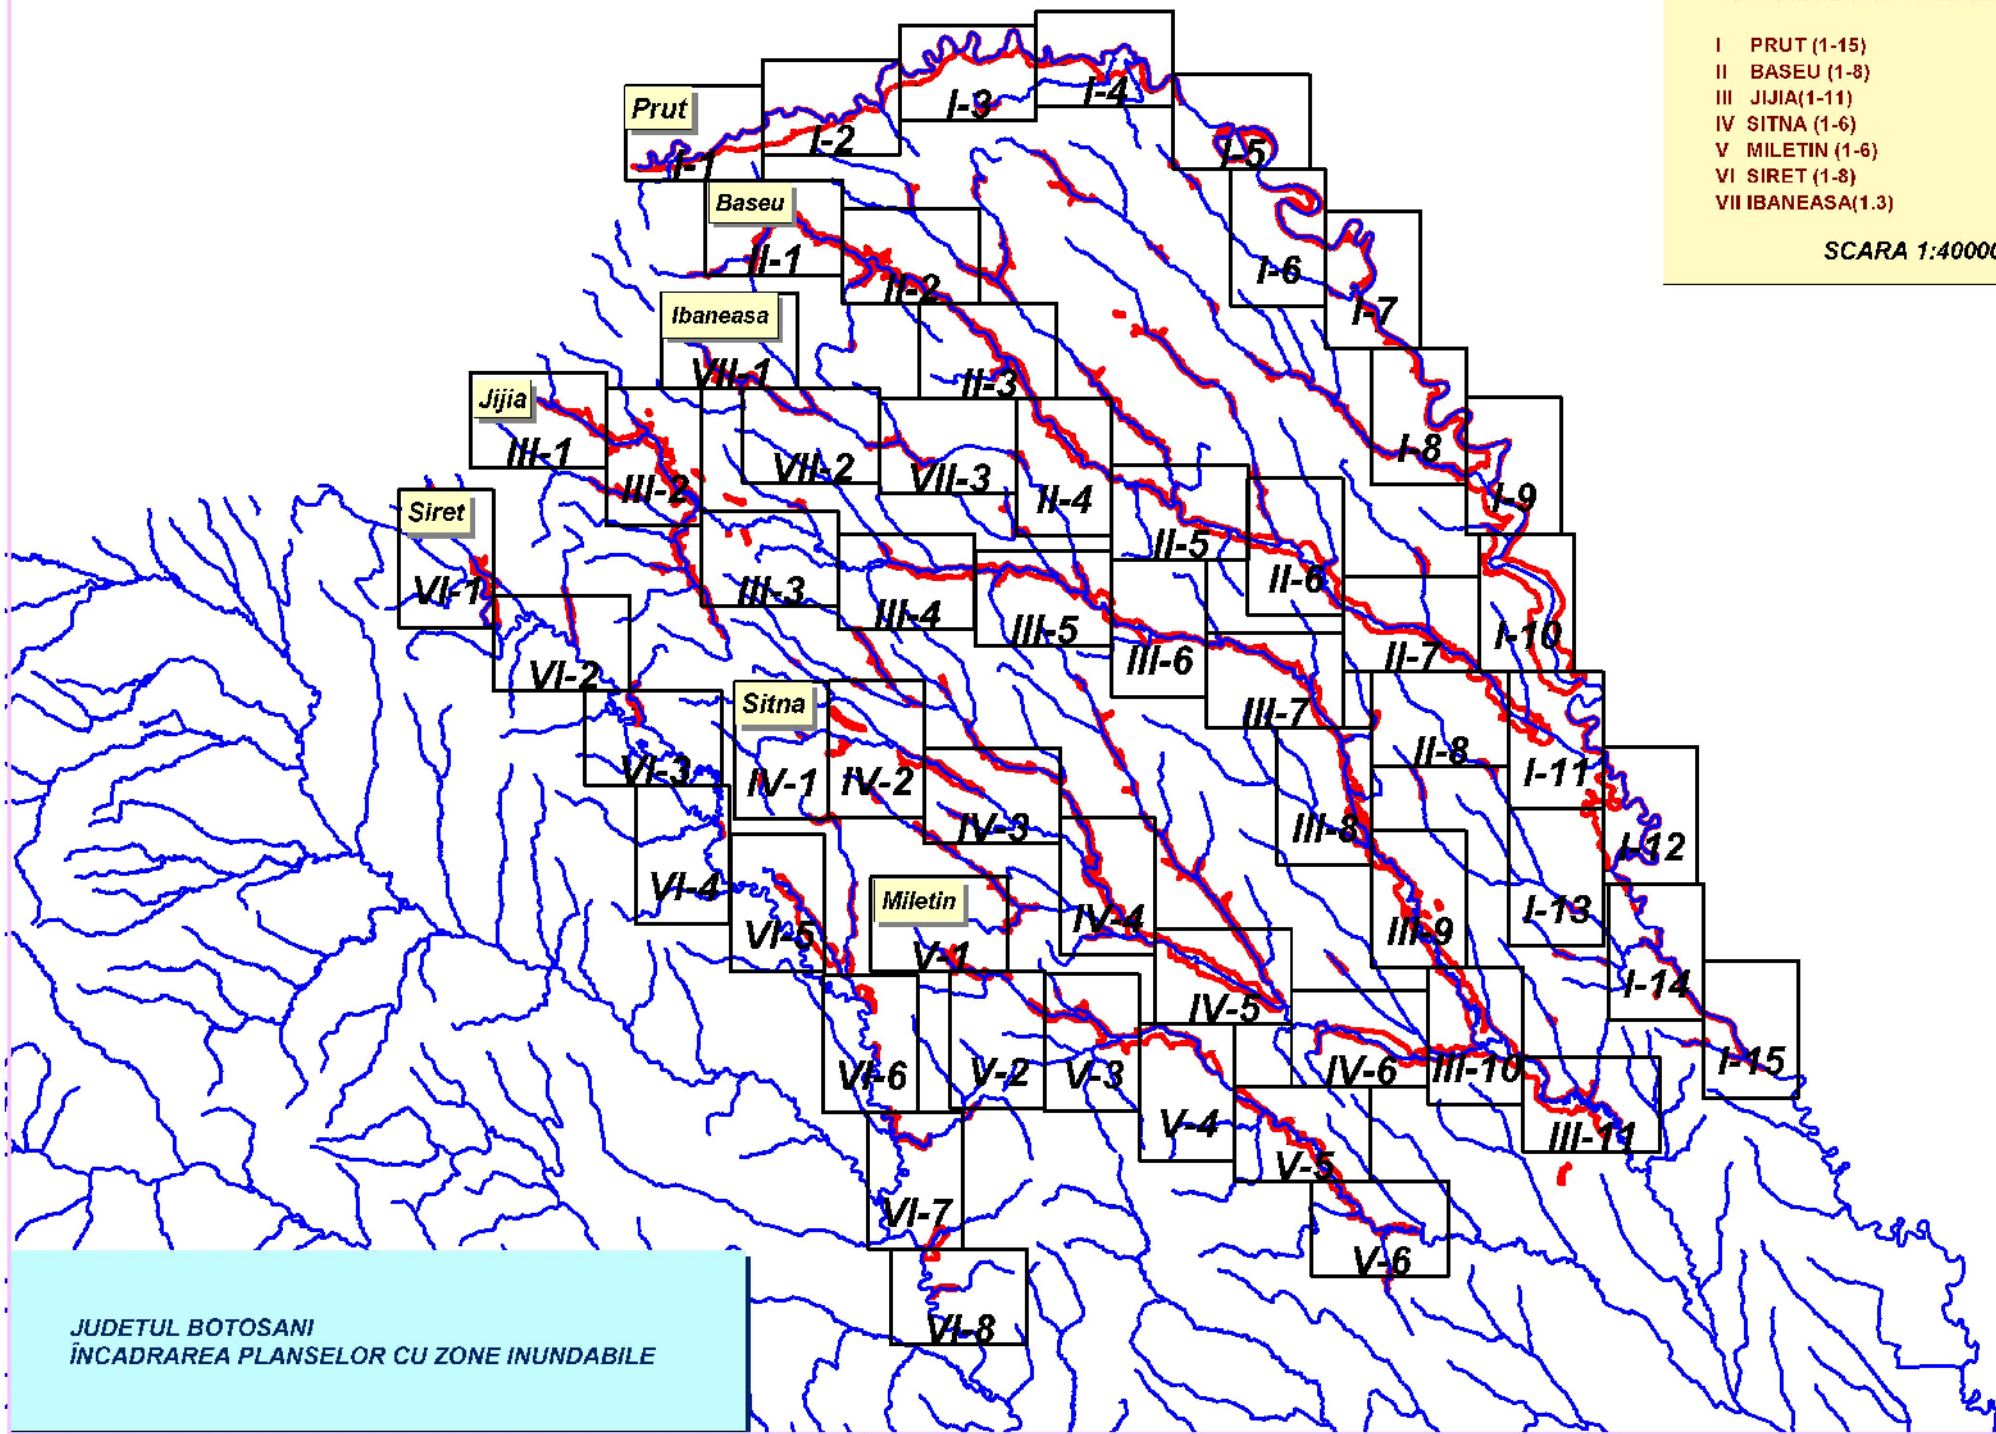 I PRUT (1-15)
II BASEU (1-8)
III JIJIA(1-11)
IV SITNA (1-6)
V MILETIN (1-6)
VI SIRET (1-8)
VII IBANEASA(1.3)
SCARA 1:40000
Prut
I-1
I-2
I-3
I-4
I-5
I-6
I-7
I-8
I-9
I-10
I-11
I-12
I-13
I-14
I-15
Baseu
II-1
II-2
II-3
II-4
II-5
II-6
II-7
II-8
Ibaneasa
VII-1
VII-2
VII-3
Jijia
III-1
III-2
III-3
III-4
III-5
III-6
III-7
III-8
III-9
III-10
III-11
Siret
VI-1
VI-2
VI-3
VI-4
VI-5
VI-6
VI-7
VI-8
Sitna
IV-1
IV-2
IV-3
IV-4
IV-5
IV-6
Miletin
V-1
V-2
V-3
V-4
V-5
V-6
JUDETUL BOTOSANI
ÎNCADRAREA PLANSELOR CU ZONE INUNDABILE